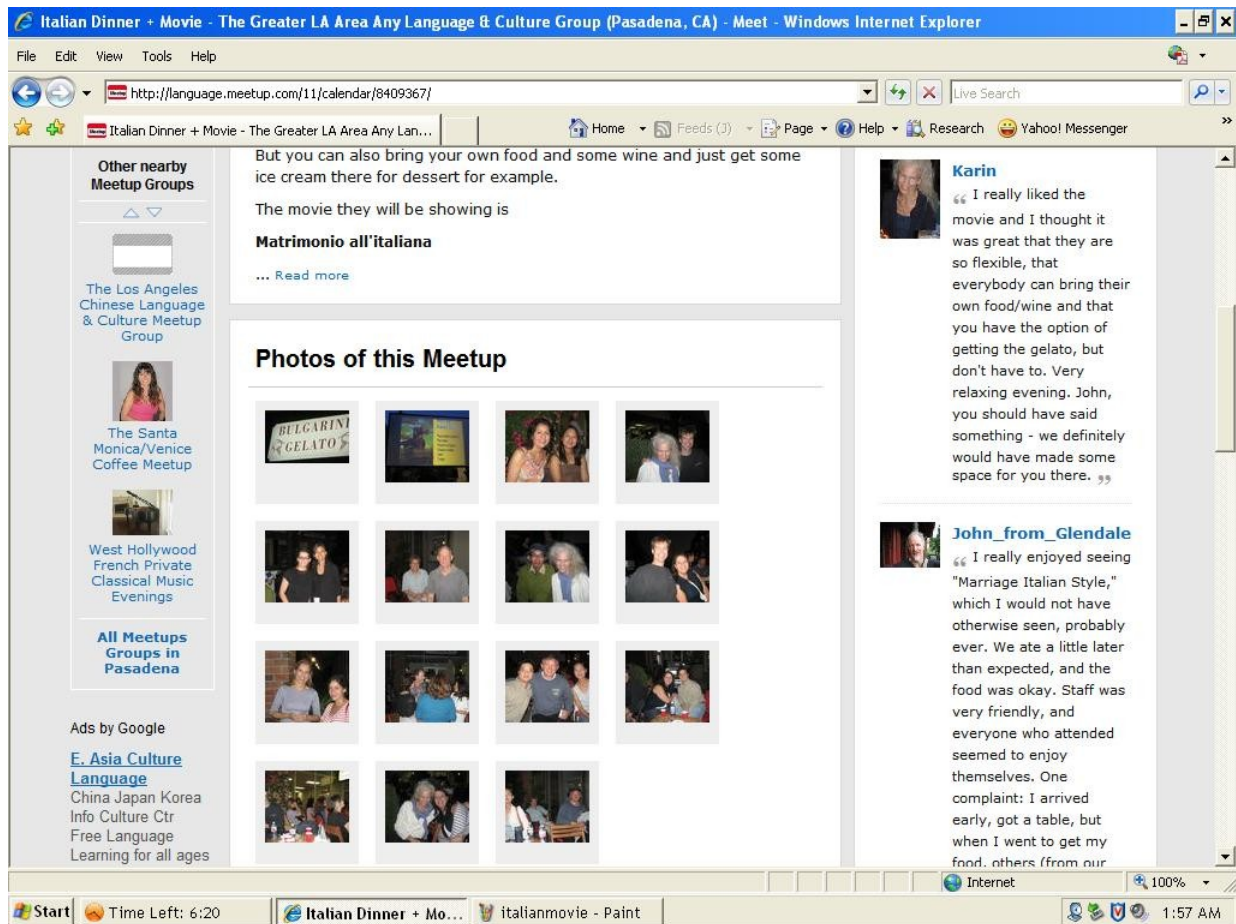 Italian Dinner + Movie - The Greater LA Area Any Language & Culture Group (Pasadena, CA) - Meet - Windows Internet Explorer
File Edit View Tools Help
http://language.meetup.com/11/calendar/8409367/
Live Search
Italian Dinner + Movie - The Greater LA Area Any Lan...
Home Feeds (J) Page Help Research Yahoo! Messenger »
Other nearby
Meetup Groups
The Los Angeles
Chinese Language
& Culture Meetup
Group
The Santa
Monica/Venice
Coffee Meetup
West Hollywood
French Private
Classical Music
Evenings
All Meetups
Groups in
Pasadena
Ads by Google
E. Asia Culture
Language
China Japan Korea
Info Culture Ctr
Free Language
Learning for all ages
But you can also bring your own food and some wine and just get some
ice cream there for dessert for example.
The movie they will be showing is
Matrimonio all'italiana
... Read more
Photos of this Meetup
BULGARINI
GELATO
Karin
“ I really liked the
movie and I thought it
was great that they are
so flexible, that
everybody can bring their
own food/wine and that
you have the option of
getting the gelato, but
don't have to. Very
relaxing evening. John,
you should have said
something - we definitely
would have made some
space for you there. ”
John_from_Glendale
“ I really enjoyed seeing
"Marriage Italian Style,"
which I would not have
otherwise seen, probably
ever. We ate a little later
than expected, and the
food was okay. Staff was
very friendly, and
everyone who attended
seemed to enjoy
themselves. One
complaint: I arrived
early, got a table, but
when I went to get my
food, others (from our
Internet 100%
Start Time Left: 6:20 Italian Dinner + Mo... italianmovie - Paint 1:57 AM